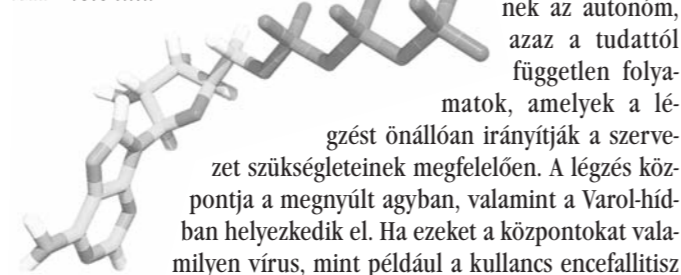 nek az autonóm,
azaz a tudattól
független folya-
matok, amelyek a lé-
gzést önállóan irányítják a szerve-
zet szükségleteinek megfelelően. A légzés köz-
pontja a megnyúlt agyban, valamint a Varol-híd-
ban helyezkedik el. Ha ezeket a központokat vala-
milyen vírus, mint például a kullancs encefallitisz